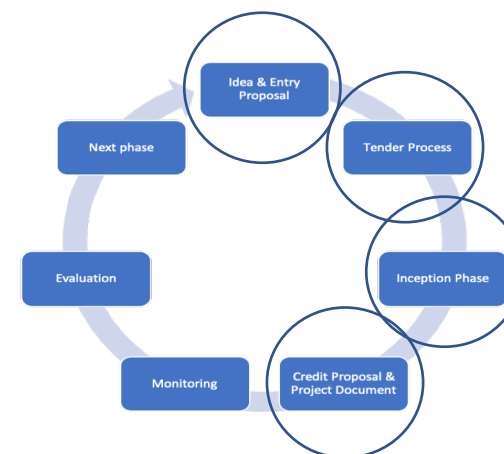 Idea & Entry
Proposal
Tender Process
Inception Phase
Credit Proposal &
Project Document
Monitoring
Evaluation
Next phase